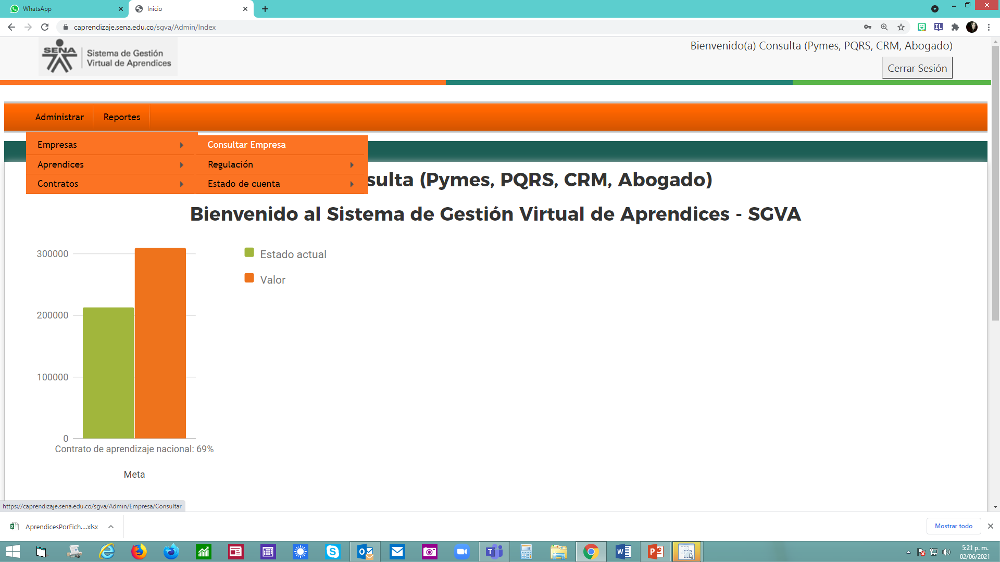 WhatsApp
Inicio
caprendizaje.sena.edu.co/sgva/Admin/Index
IL
SENA
Sistema de Gestión
Virtual de Aprendices
Bienvenido(a) Consulta (Pymes, PQRS, CRM, Abogado)
Cerrar Sesión
Administrar
Reportes
Empresas
Consultar Empresa
Aprendices
Regulación
Contratos
Estado de cuenta
sulta (Pymes, PQRS, CRM, Abogado)
Bienvenido al Sistema de Gestión Virtual de Aprendices - SGVA
300000
200000
100000
0
Estado actual
Valor
Contrato de aprendizaje nacional: 69%
Meta
https://caprendizaje.sena.edu.co/sgva/Admin/Empresa/Consultar
AprendicesPorFich....xlsx
Mostrar todo
5:21 p. m.
02/06/2021